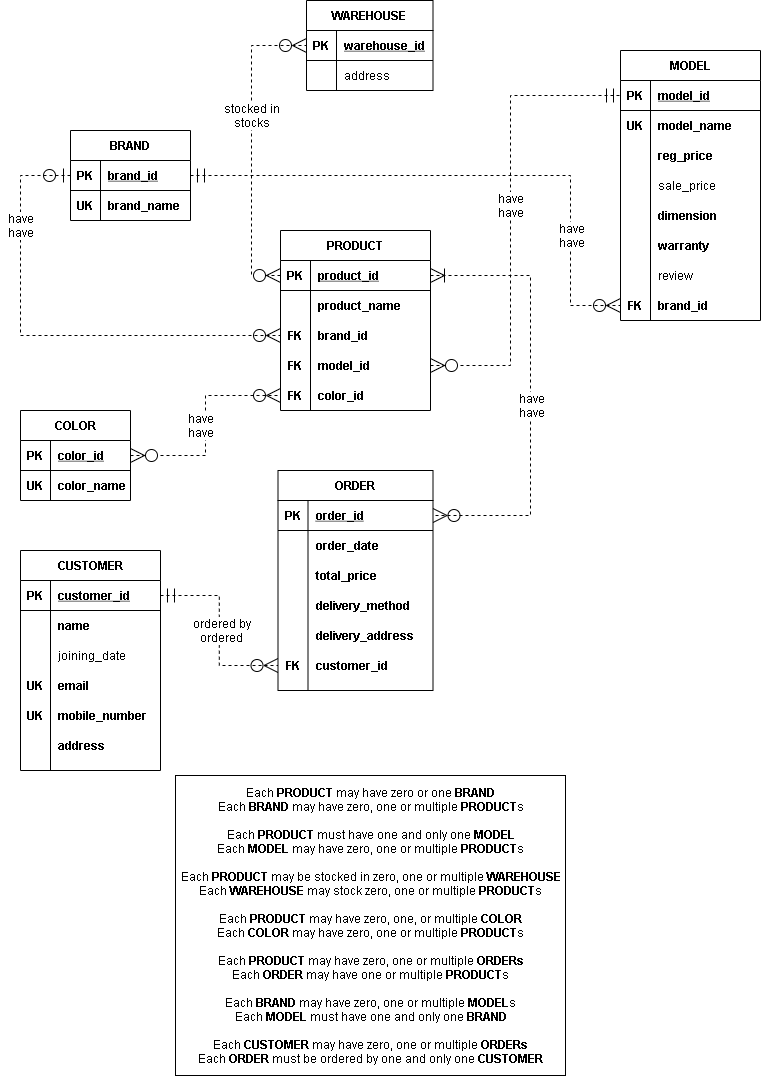 WAREHOUSE
PK warehouse_id
address
MODEL
PK model_id
UK model_name
reg_price
sale_price
dimension
warranty
review
FK brand_id
stocked in
stocks
BRAND
PK brand_id
UK brand_name
have
have
have
have
have
have
PRODUCT
PK product_id
product_name
FK brand_id
FK model_id
FK color_id
have
have
have
have
COLOR
PK color_id
UK color_name
ORDER
PK order_id
order_date
total_price
delivery_method
delivery_address
FK customer_id
CUSTOMER
PK customer_id
name
joining_date
UK email
UK mobile_number
address
ordered by
ordered
Each PRODUCT may have zero or one BRAND
Each BRAND may have zero, one or multiple PRODUCTs
Each PRODUCT must have one and only one MODEL
Each MODEL may have zero, one or multiple PRODUCTs
Each PRODUCT may be stocked in zero, one or multiple WAREHOUSE
Each WAREHOUSE may stock zero, one or multiple PRODUCTs
Each PRODUCT may have zero, one, or multiple COLOR
Each COLOR may have zero, one or multiple PRODUCTs
Each PRODUCT may have zero, one or multiple ORDERs
Each ORDER may have one or multiple PRODUCTs
Each BRAND may have zero, one or multiple MODELs
Each MODEL must have one and only one BRAND
Each CUSTOMER may have zero, one or multiple ORDERs
Each ORDER must be ordered by one and only one CUSTOMER